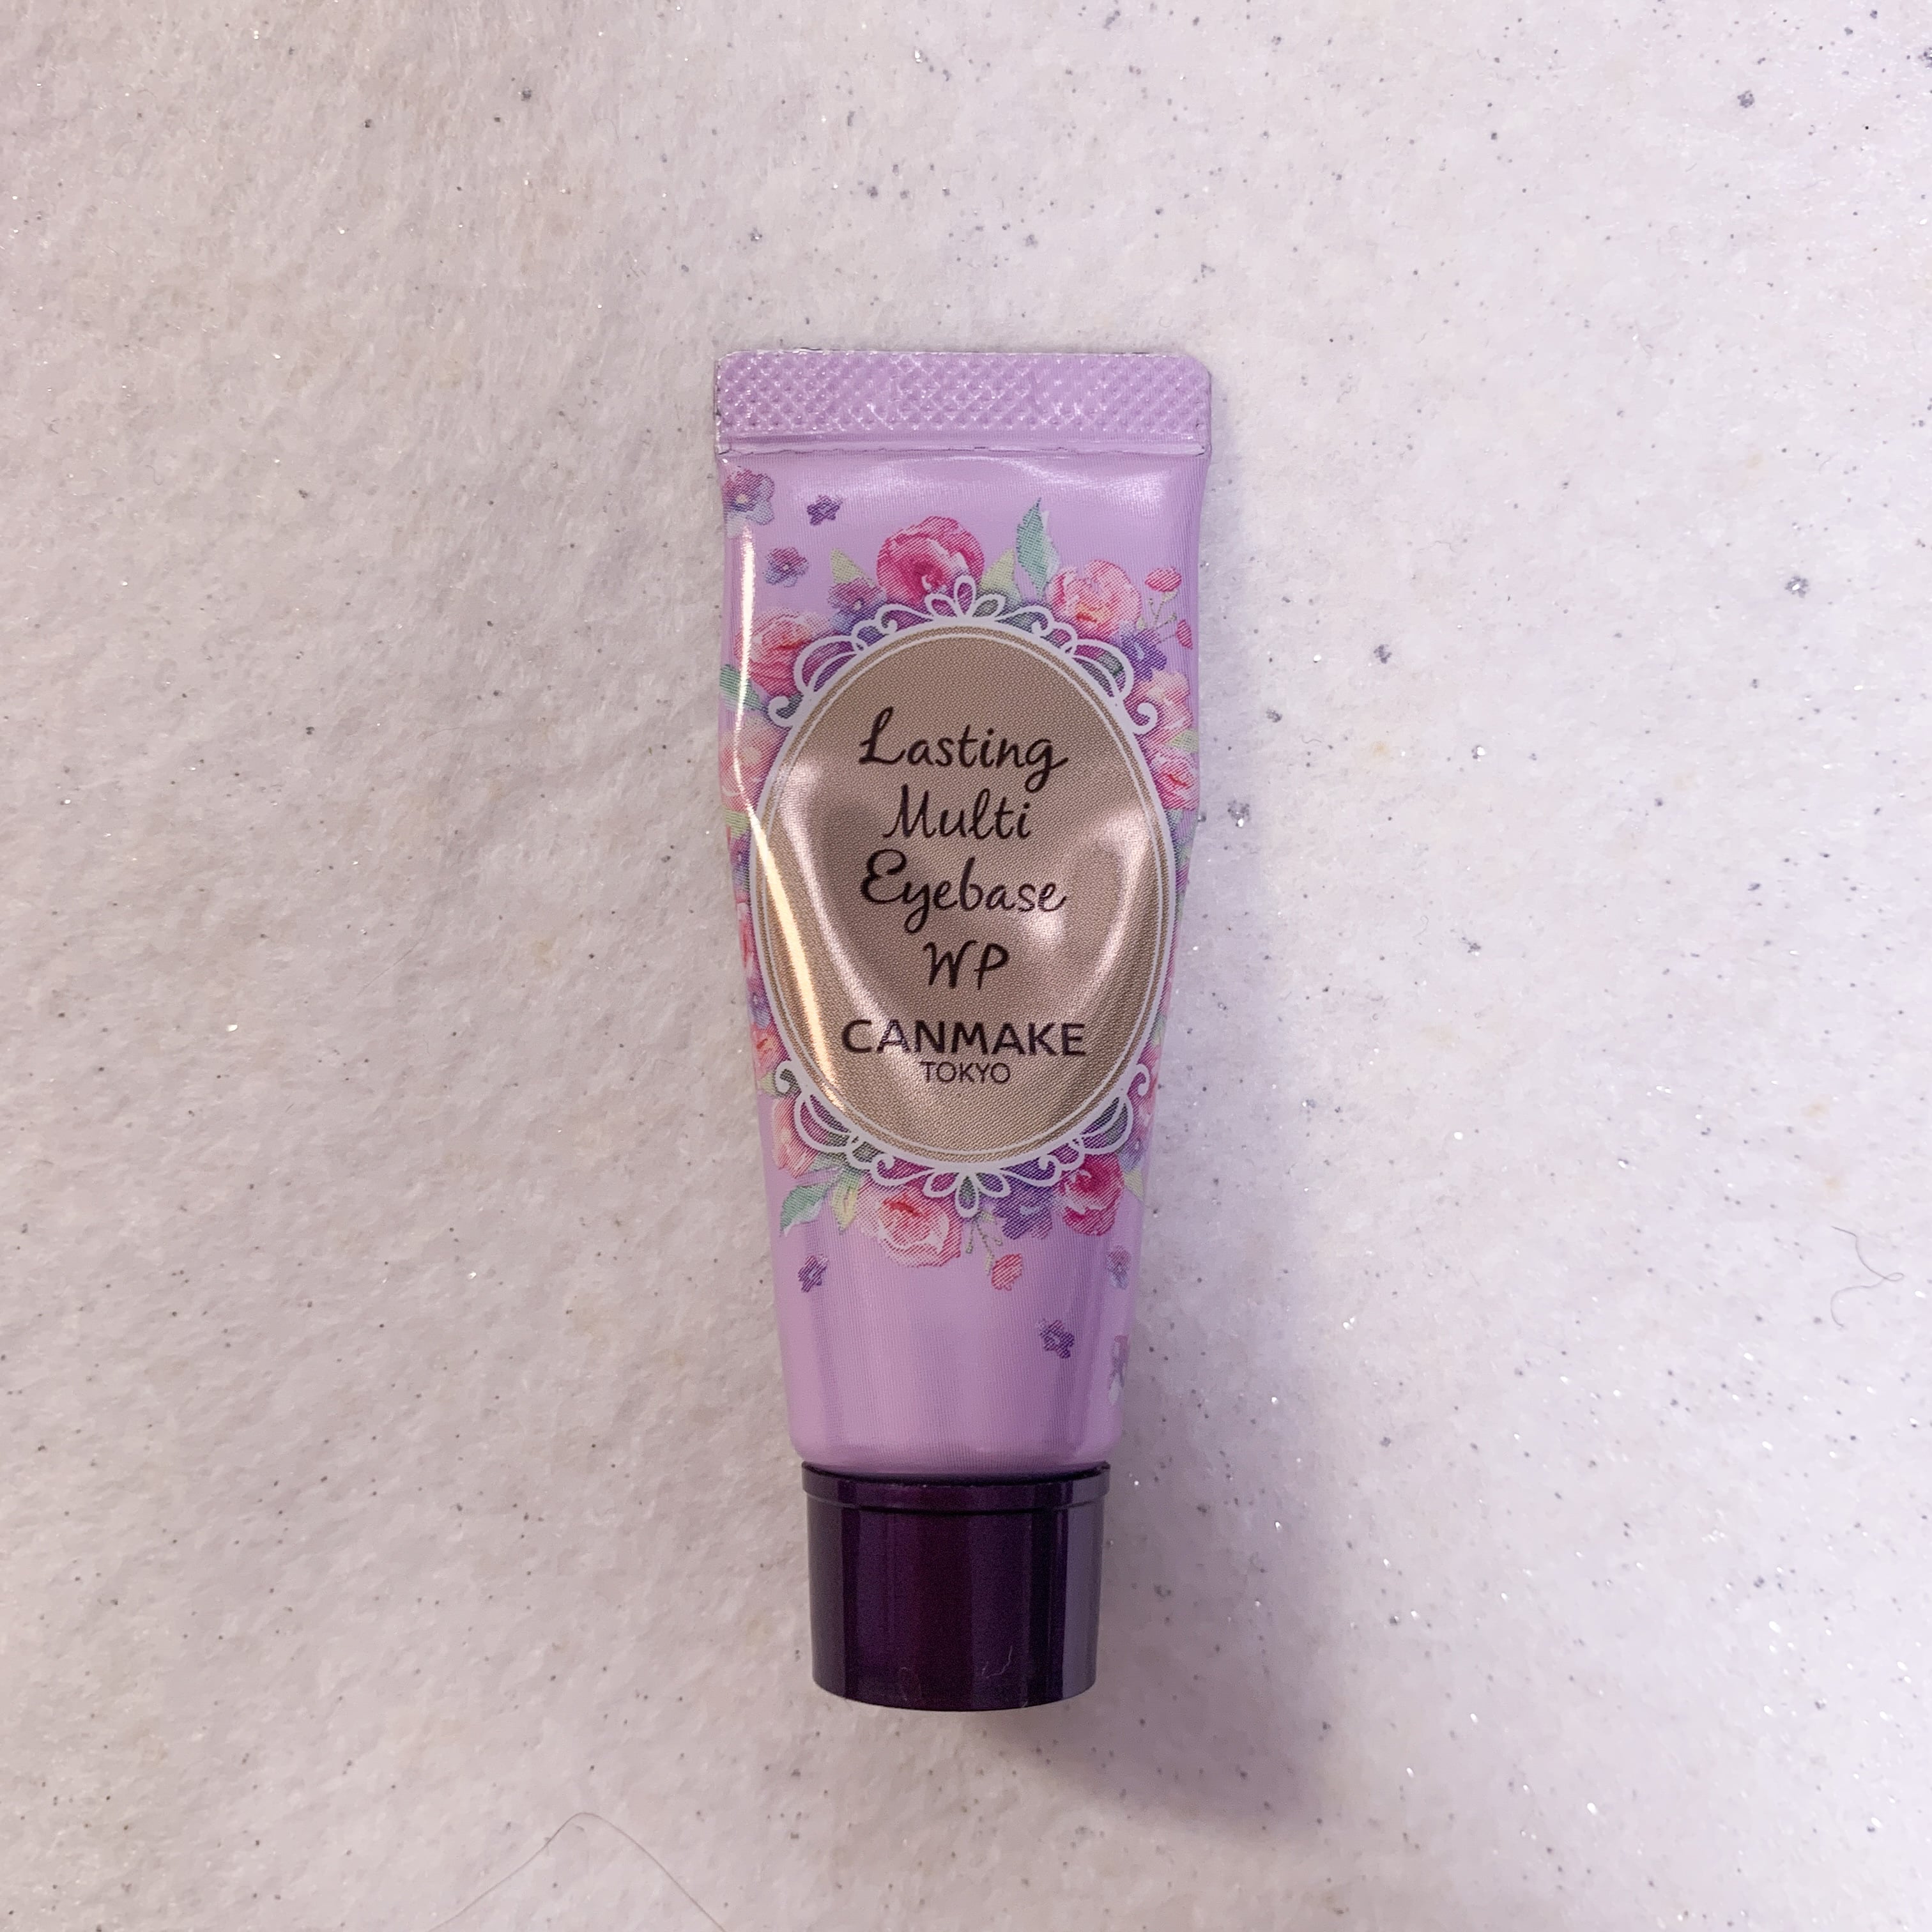 Lasting
Multi
Eyebase
WP
CANMAKE
TOKYO